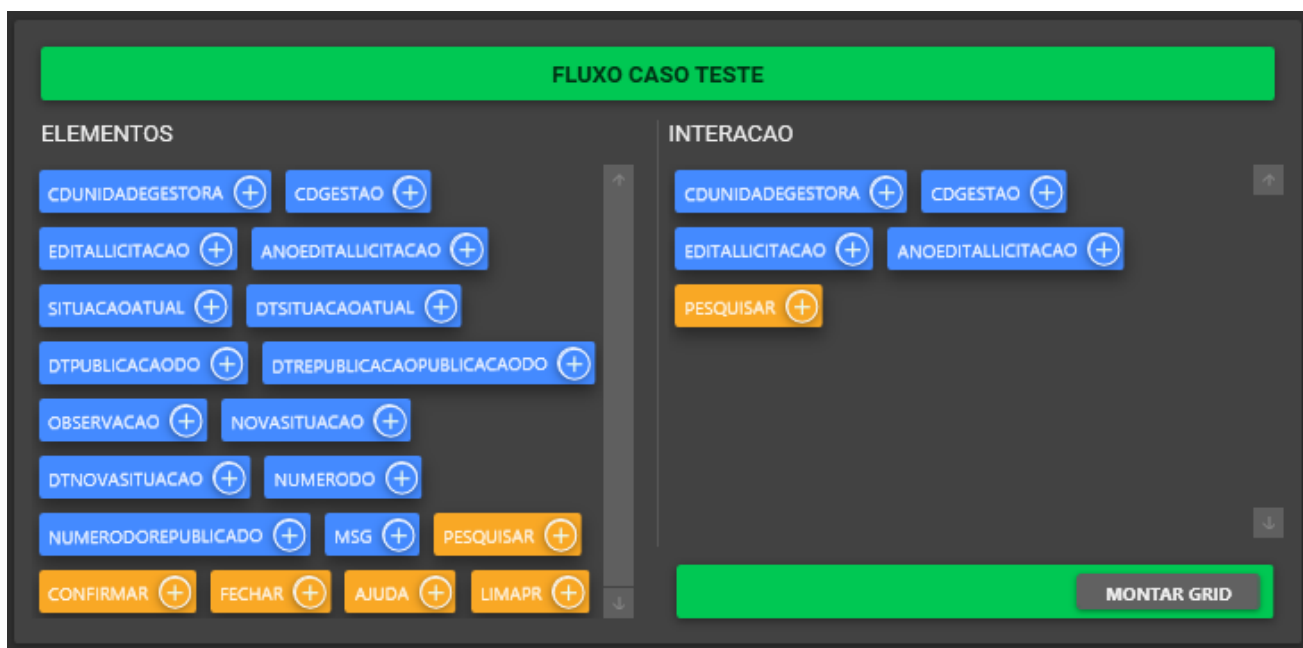 FLUXO CASO TESTE
ELEMENTOS
CDUNIDADEGESTORA CDGESTAO
EDITALLICITACAO ANOEDITALLICITACAO
SITUACAOATUAL DTSITUACAOATUAL
DTPUBLICACAODO DTREPUBLICACAOPUBLICACAODO
OBSERVACAO NOVASITUACAO
DTNOVASITUACAO NUMERODO
NUMERODOREPUBLICADO MSG PESQUISAR
CONFIRMAR FECHAR AJUDA LIMAPR
INTERACAO
CDUNIDADEGESTORA CDGESTAO
EDITALLICITACAO ANOEDITALLICITACAO
PESQUISAR
MONTAR GRID